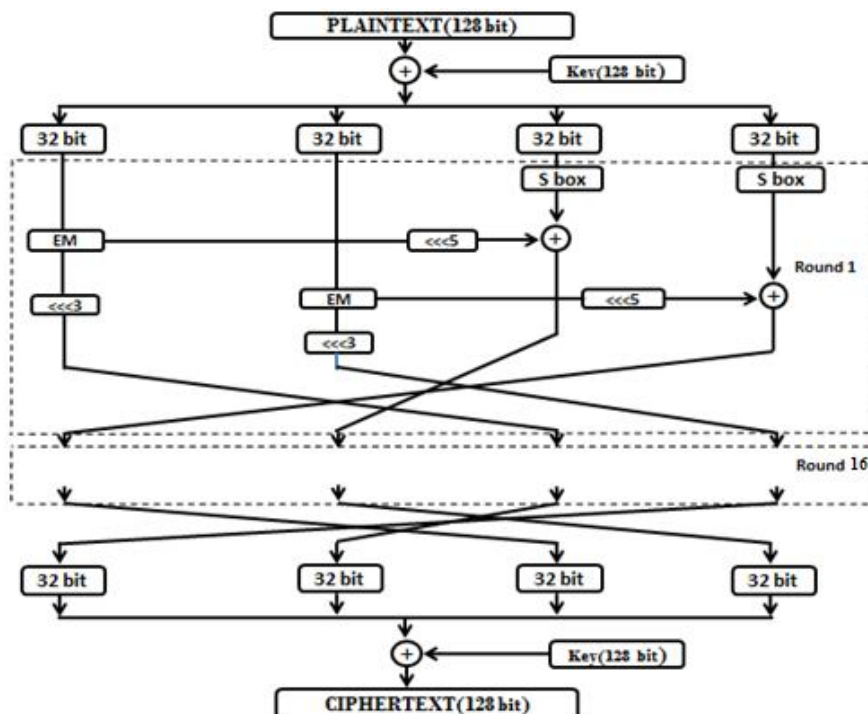 PLAINTEXT(128 bit)
+
Key(128 bit)
32 bit 32 bit 32 bit 32 bit
S box S box
EM <<<5 +
Round 1
<<<3 EM <<<5 +
<<<3
Round 16
32 bit 32 bit 32 bit 32 bit
+
Key(128 bit)
CIPHERTEXT(128 bit)